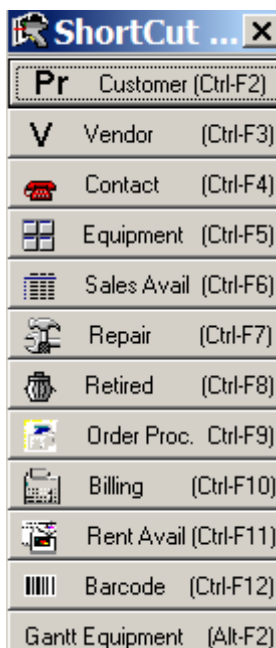 ShortCut ...
Pr Customer (Ctrl-F2)
V Vendor (Ctrl-F3)
Contact (Ctrl-F4)
Equipment (Ctrl-F5)
Sales Avail (Ctrl-F6)
Repair (Ctrl-F7)
Retired (Ctrl-F8)
Order Proc. Ctrl-F9)
Billing (Ctrl-F10)
Rent Avail (Ctrl-F11)
Barcode (Ctrl-F12)
Gantt Equipment (Alt-F2)